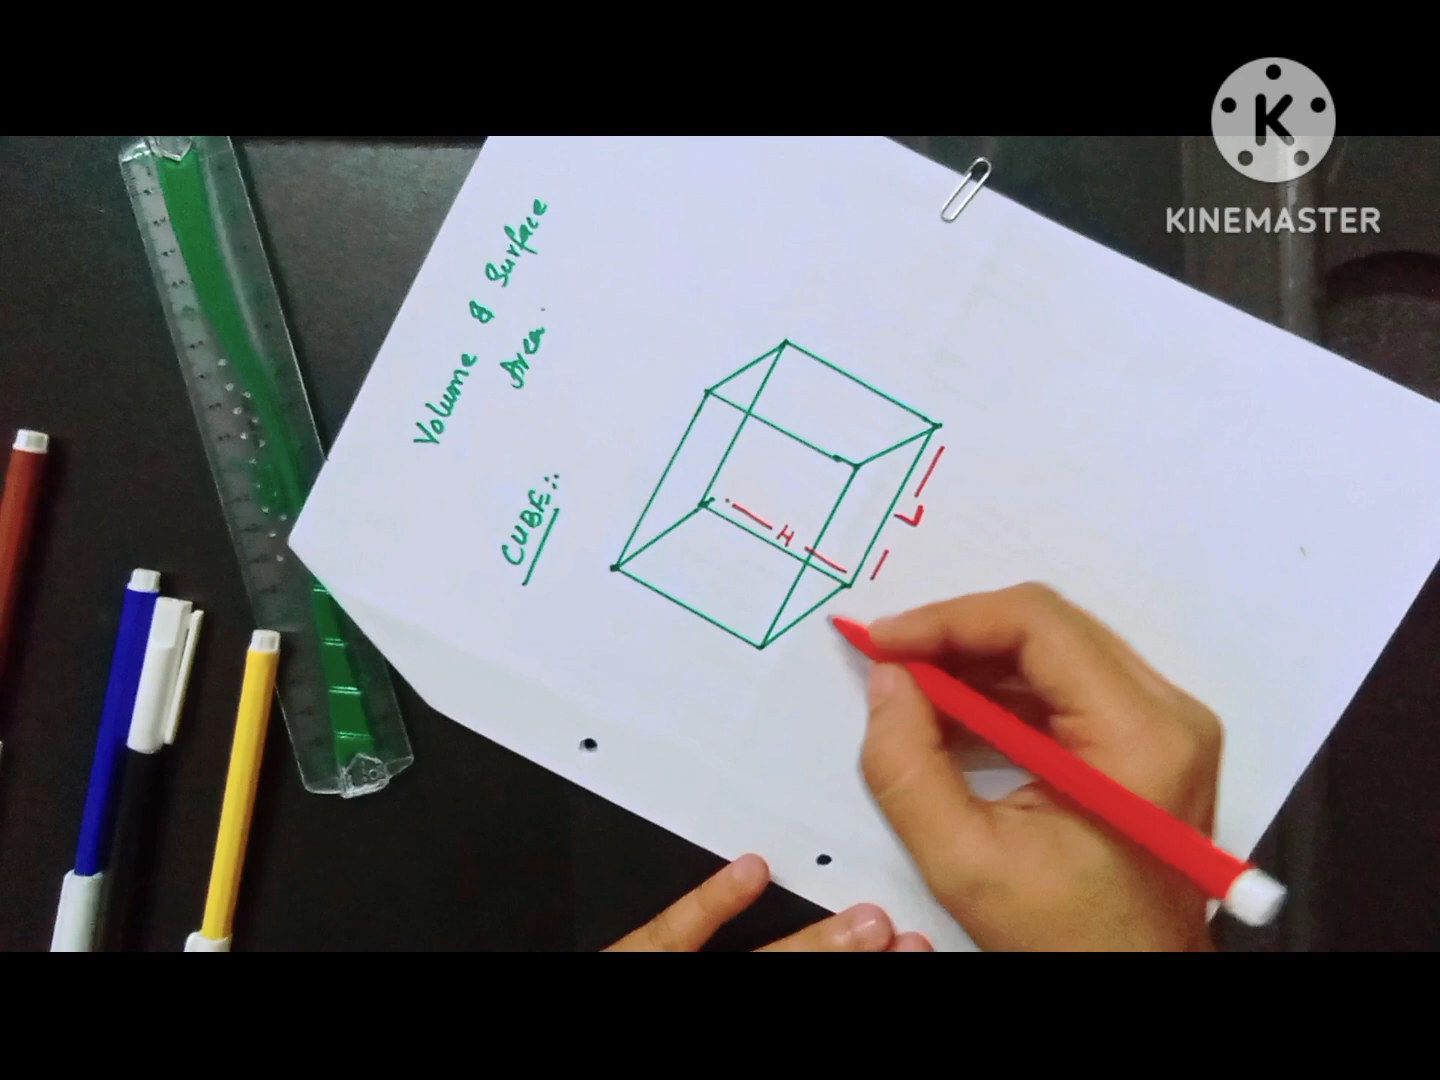 Volume & Surface
Area.
CUBE:.
L
H
K
KINEMASTER